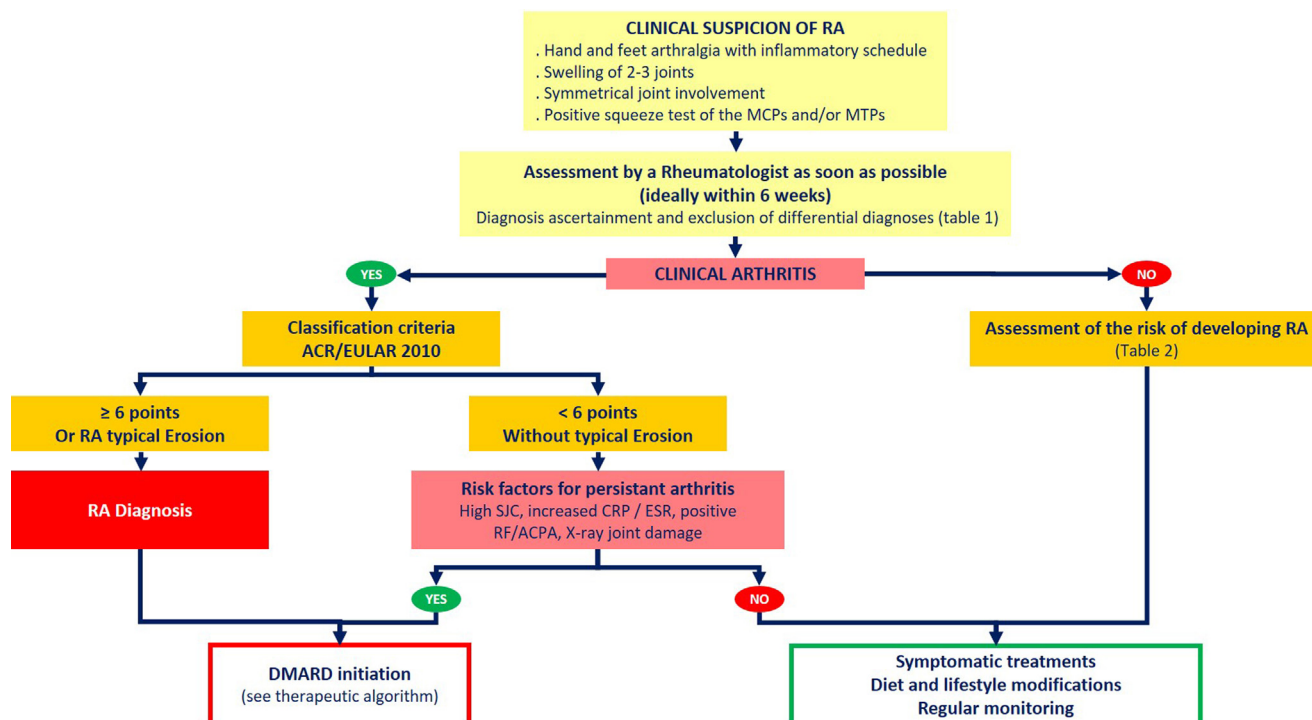 CLINICAL SUSPICION OF RA
. Hand and feet arthralgia with inflammatory schedule
. Swelling of 2-3 joints
. Symmetrical joint involvement
. Positive squeeze test of the MCPs and/or MTPs
Assessment by a Rheumatologist as soon as possible
(ideally within 6 weeks)
Diagnosis ascertainment and exclusion of differential diagnoses (table 1)
YES
CLINICAL ARTHRITIS
NO
Classification criteria
ACR/EULAR 2010
Assessment of the risk of developing RA
(Table 2)
≥ 6 points
Or RA typical Erosion
< 6 points
Without typical Erosion
RA Diagnosis
Risk factors for persistant arthritis
High SJC, increased CRP / ESR, positive
RF/ACPA, X-ray joint damage
YES
NO
DMARD initiation
(see therapeutic algorithm)
Symptomatic treatments
Diet and lifestyle modifications
Regular monitoring